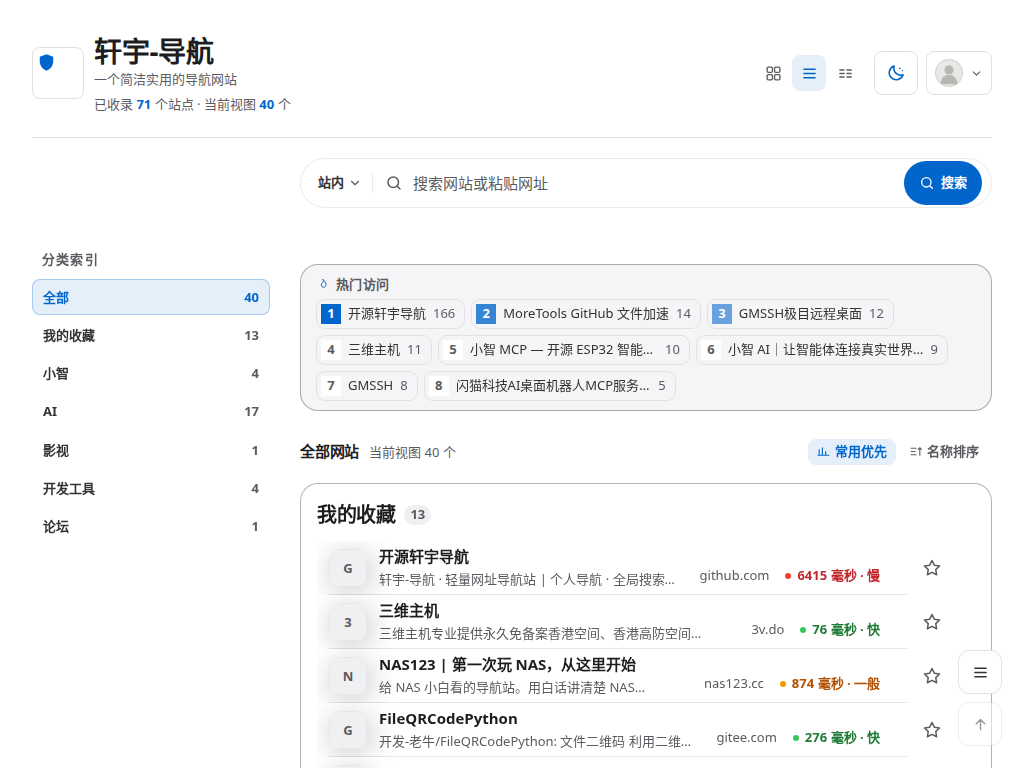 轩宇-导航
一个简洁实用的导航网站
已收录 71 个站点 · 当前视图 40 个
站内
搜索网站或粘贴网址
搜索
分类索引
全部 40
我的收藏 13
小智 4
AI 17
影视 1
开发工具 4
论坛 1
热门访问
1 开源轩宇导航 166
2 MoreTools GitHub 文件加速 14
3 GMSSH极目远程桌面 12
4 三维主机 11
5 小智 MCP — 开源 ESP32 智能... 10
6 小智 AI｜让智能体连接真实世界... 9
7 GMSSH 8
8 闪猫科技AI桌面机器人MCP服务... 5
全部网站 当前视图 40 个
常用优先 名称排序
我的收藏 13
G
开源轩宇导航
轩宇-导航 · 轻量网址导航站 | 个人导航 · 全局搜索... github.com 6415 毫秒 · 慢
3
三维主机
三维主机专业提供永久免备案香港空间、香港高防空间... 3v.do 76 毫秒 · 快
N
NAS123 | 第一次玩 NAS，从这里开始
给 NAS 小白看的导航站。用白话讲清楚 NAS... nas123.cc 874 毫秒 · 一般
G
FileQRCodePython
开发-老牛/FileQRCodePython: 文件二维码 利用二维... gitee.com 276 毫秒 · 快